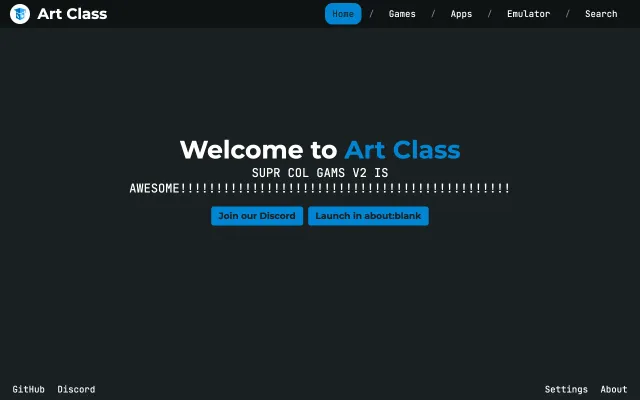 Art Class
Home / Games / Apps / Emulator / Search
Welcome to Art Class
SUPR COL GAMS V2 IS
AWESOME!!!!!!!!!!!!!!!!!!!!!!!!!!!!!!!!!!!!!!!!!!!!!!
Join our Discord
Launch in about:blank
GitHub Discord
Settings About